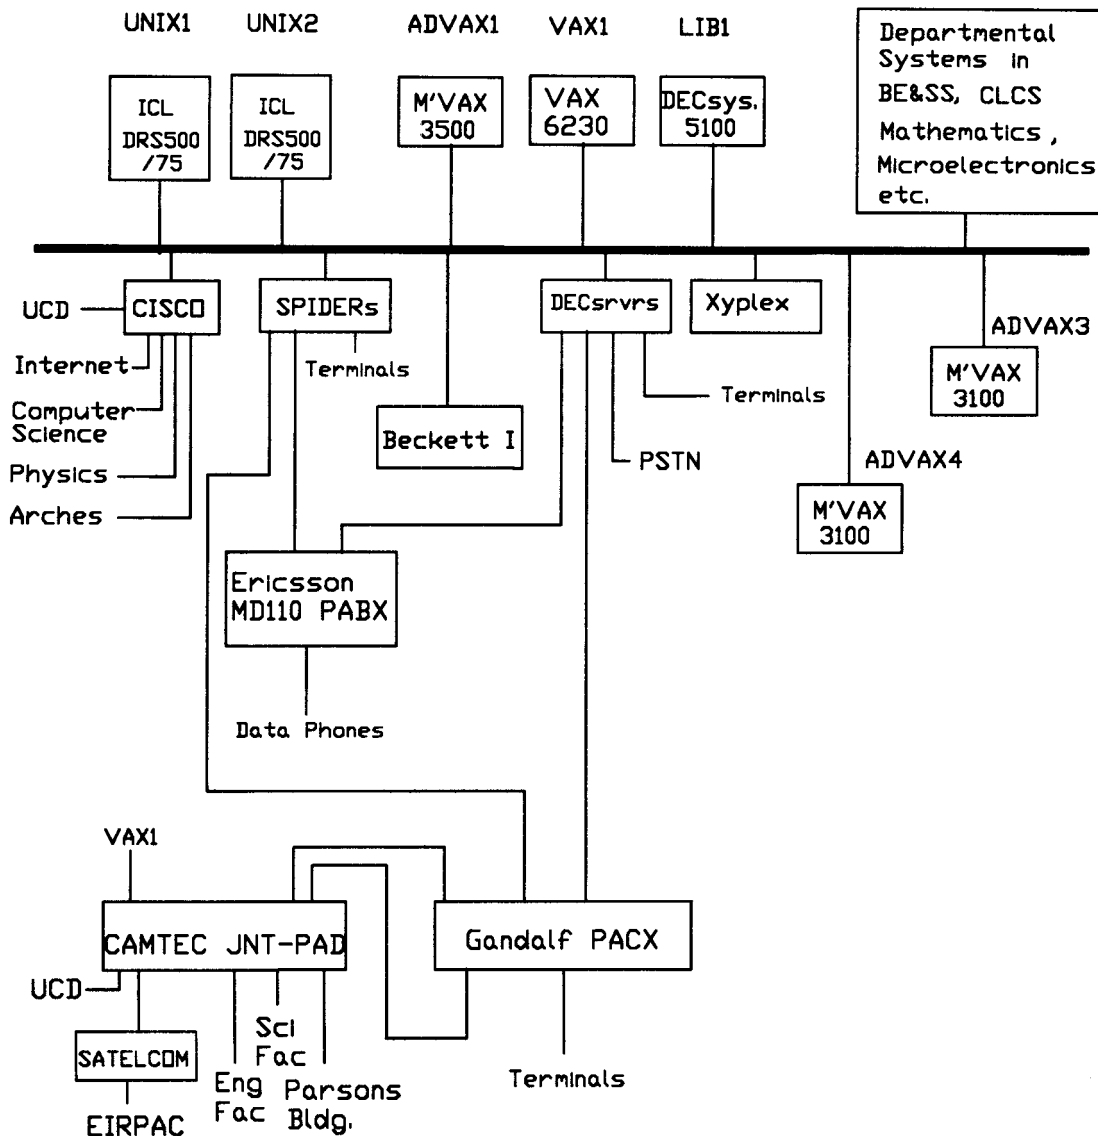 UNIX1
UNIX2
ADVAX1
VAX1
LIB1
ICL
DRS500
/75
ICL
DRS500
/75
M'VAX
3500
VAX
6230
DECsys.
5100
Departmental
Systems in
BE&SS, CLCS
Mathematics,
Microelectronics
etc.
UCD
CISCO
SPIDERs
DECsrvrs
Xyplex
ADVAX3
M'VAX
3100
Internet
Computer
Science
Physics
Arches
Terminals
Beckett I
Terminals
PSTN
ADVAX4
M'VAX
3100
Ericsson
MD110 PABX
Data Phones
VAX1
CAMTEC JNT-PAD
Gandalf PACX
UCD
SATELCOM
EIRPAC
Eng
Fac
Sci
Fac
Parsons
Bldg.
Terminals